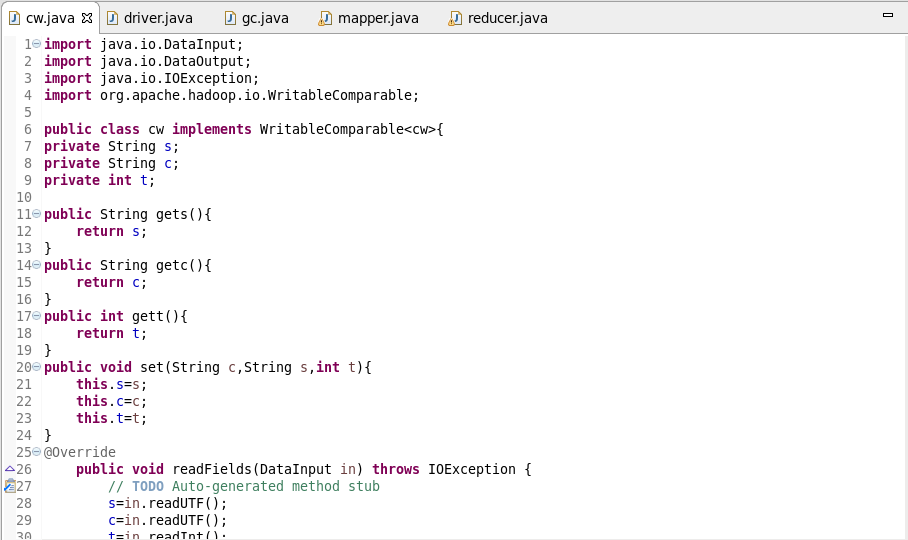 cw.java driver.java gc.java mapper.java reducer.java
1 import java.io.DataInput;
2 import java.io.DataOutput;
3 import java.io.IOException;
4 import org.apache.hadoop.io.WritableComparable;
5
6 public class cw implements WritableComparable<cw>{
7 private String s;
8 private String c;
9 private int t;
10
11 public String gets(){
12     return s;
13 }
14 public String getc(){
15     return c;
16 }
17 public int gett(){
18     return t;
19 }
20 public void set(String c,String s,int t){
21     this.s=s;
22     this.c=c;
23     this.t=t;
24 }
25 @Override
26     public void readFields(DataInput in) throws IOException {
27         // TODO Auto-generated method stub
28         s=in.readUTF();
29         c=in.readUTF();
30         t=in.readInt();